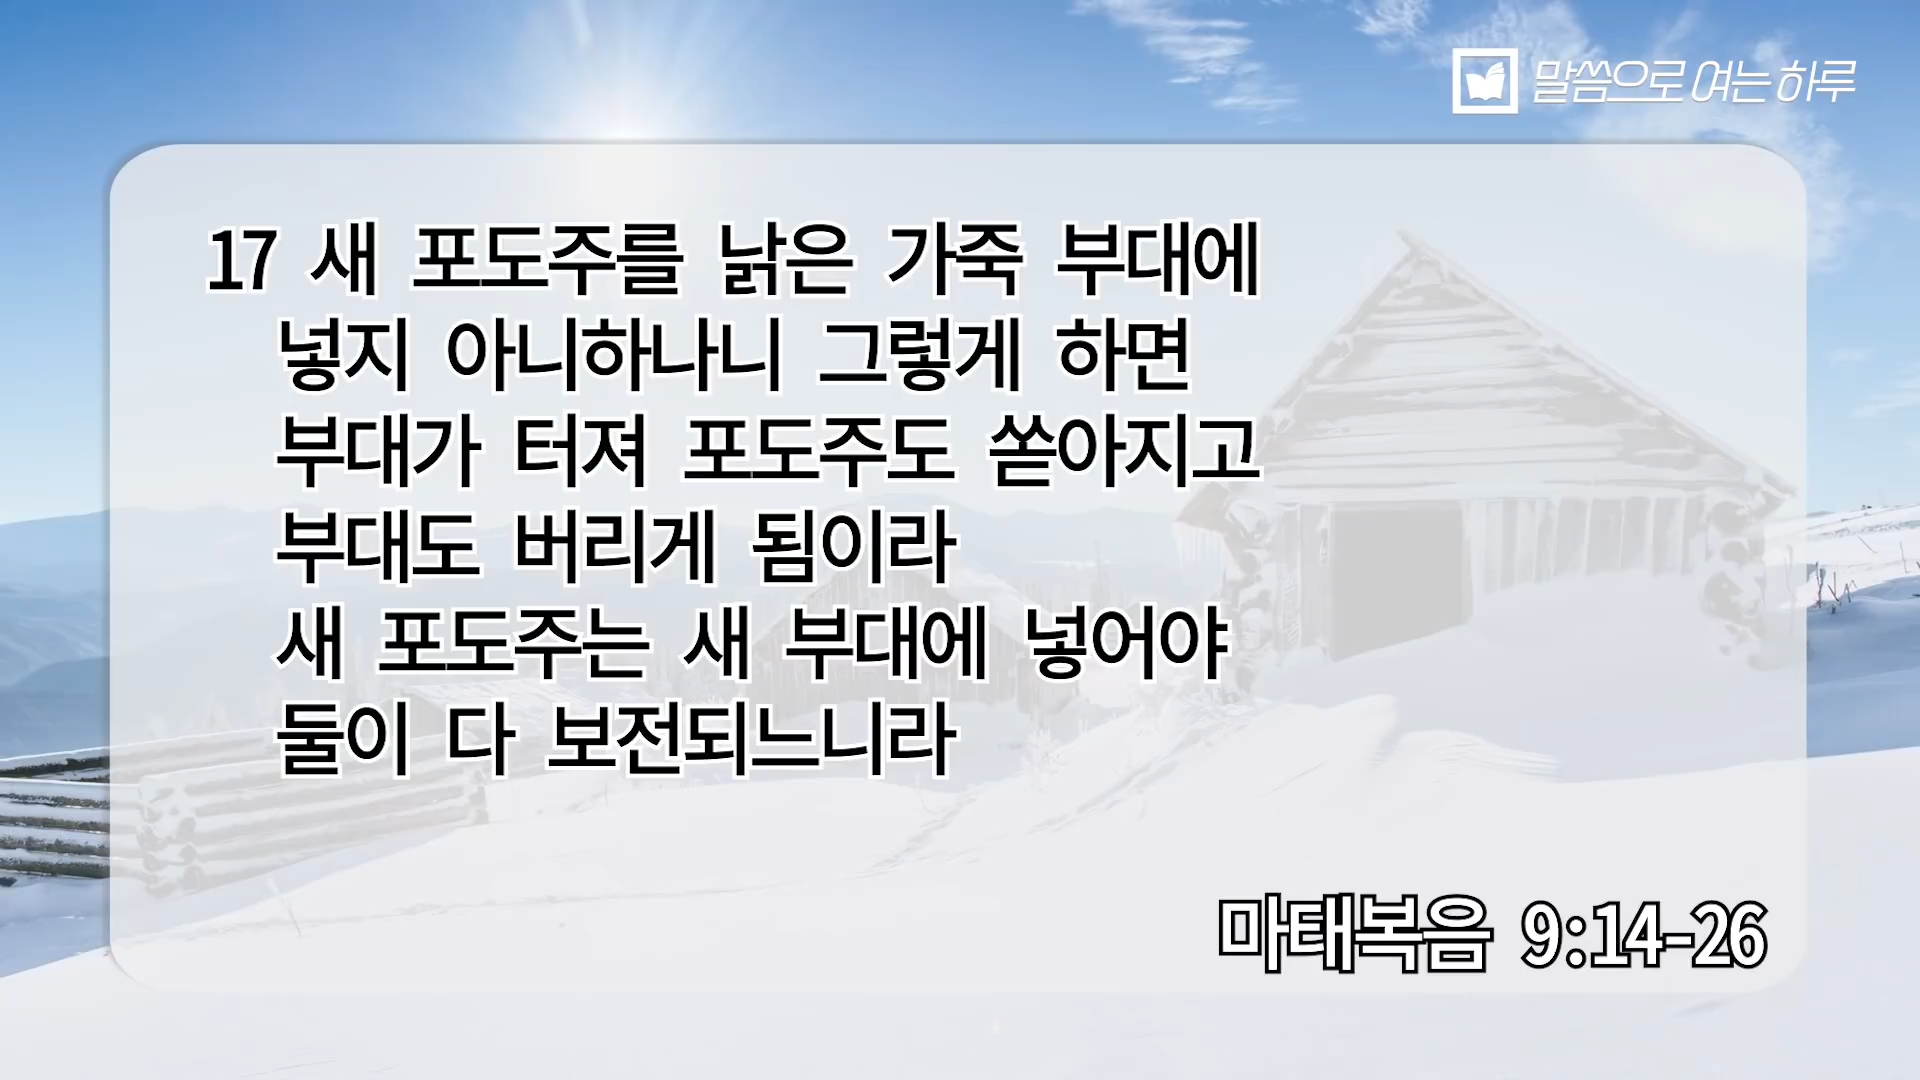 말씀으로 여는 하루
17 새 포도주를 낡은 가죽 부대에
넣지 아니하나니 그렇게 하면
부대가 터져 포도주도 쏟아지고
부대도 버리게 됨이라
새 포도주는 새 부대에 넣어야
둘이 다 보전되느니라
마태복음 9:14-26